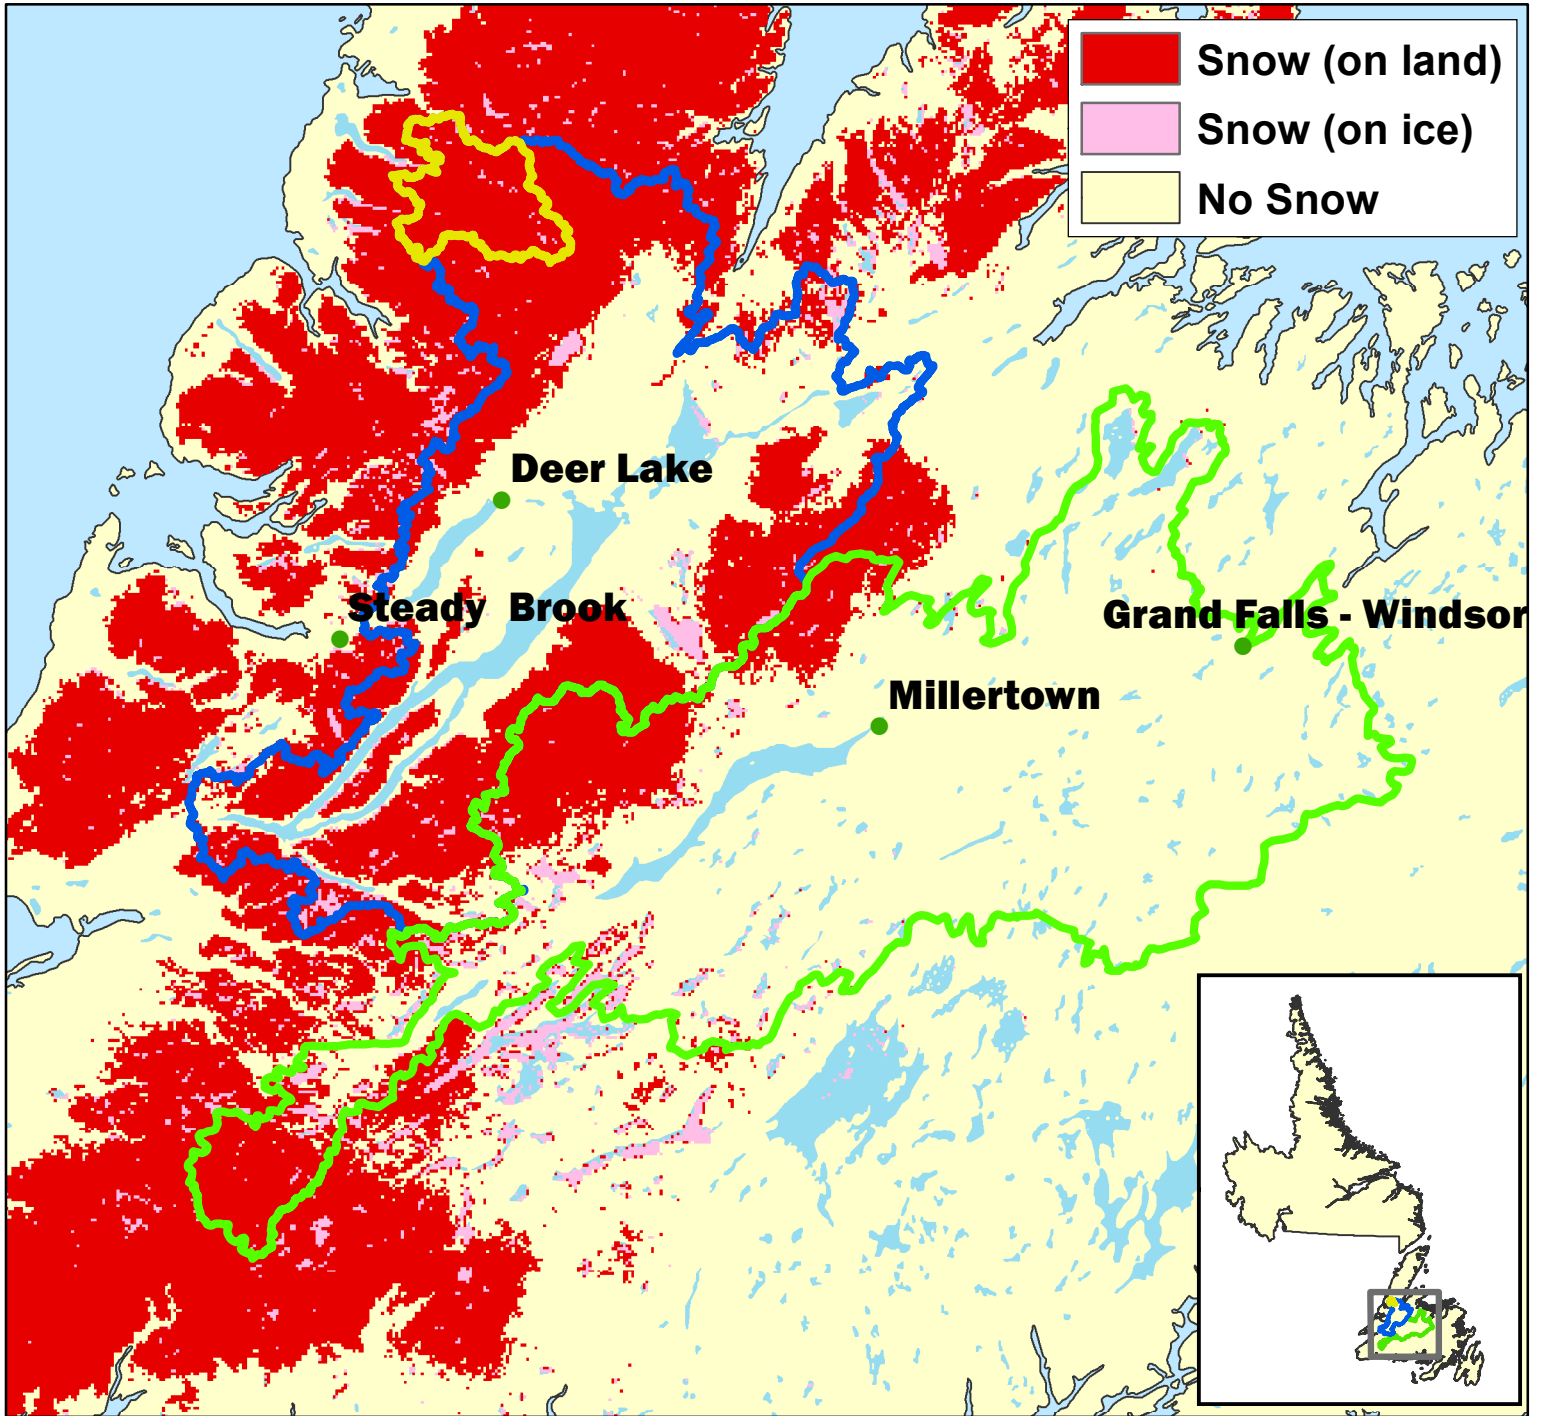 Snow (on land)
Snow (on ice)
No Snow
Deer Lake
Steady Brook
Grand Falls - Windsor
Millertown